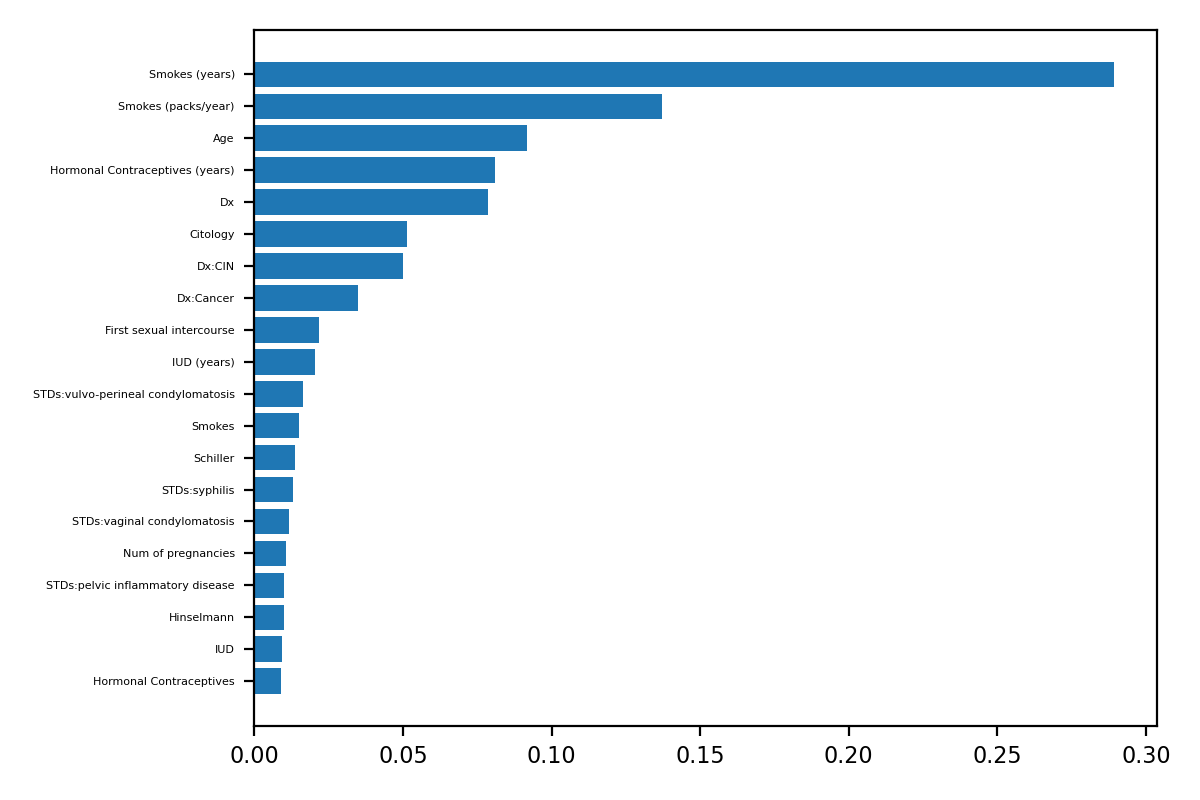 Smokes (years)
Smokes (packs/year)
Age
Hormonal Contraceptives (years)
Dx
Citology
Dx:CIN
Dx:Cancer
First sexual intercourse
IUD (years)
STDs:vulvo-perineal condylomatosis
Smokes
Schiller
STDs:syphilis
STDs:vaginal condylomatosis
Num of pregnancies
STDs:pelvic inflammatory disease
Hinselmann
IUD
Hormonal Contraceptives
0.00 0.05 0.10 0.15 0.20 0.25 0.30